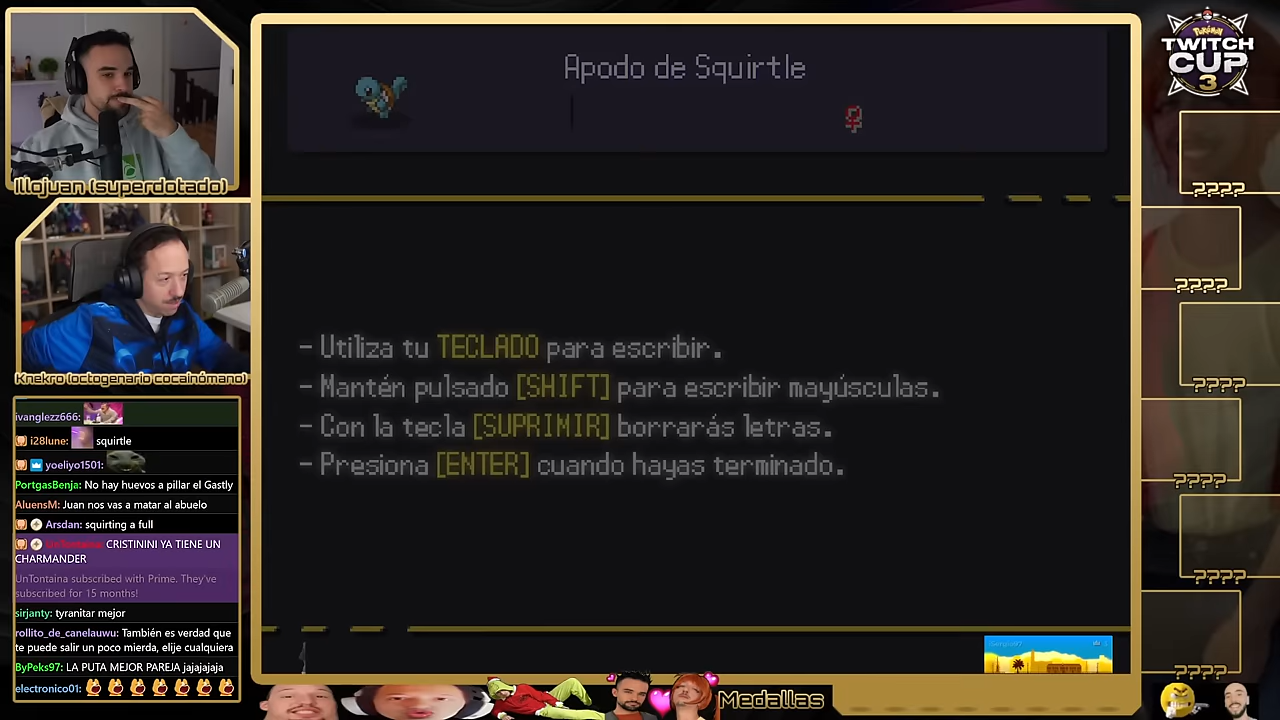 Illojuan (superdotado)
Knekro (octogenario cocainómano)
ivanglezz666:
i28lune: squirtle
yoeliyo1501:
PortgasBenja: No hay huevos a pillar el Gastly
AluensM: Juan nos vas a matar al abuelo
Arsdan: squirting a full
UnTontaina: CRISTININI YA TIENE UN
CHARMANDER
UnTontaina subscribed with Prime. They've
subscribed for 15 months!
sirjanty: tyranitar mejor
rollito_de_canelauwu: También es verdad que
te puede salir un poco mierda, elije cualquiera
ByPeks97: LA PUTA MEJOR PAREJA jajajajaja
electronico01:
Apodo de Squirtle
- Utiliza tu TECLADO para escribir.
- Mantén pulsado [SHIFT] para escribir mayúsculas.
- Con la tecla [SUPRIMIR] borrarás letras.
- Presiona [ENTER] cuando hayas terminado.
Medallas
Pokémon
TWITCH
CUP
3
????
????
????
????
????
????